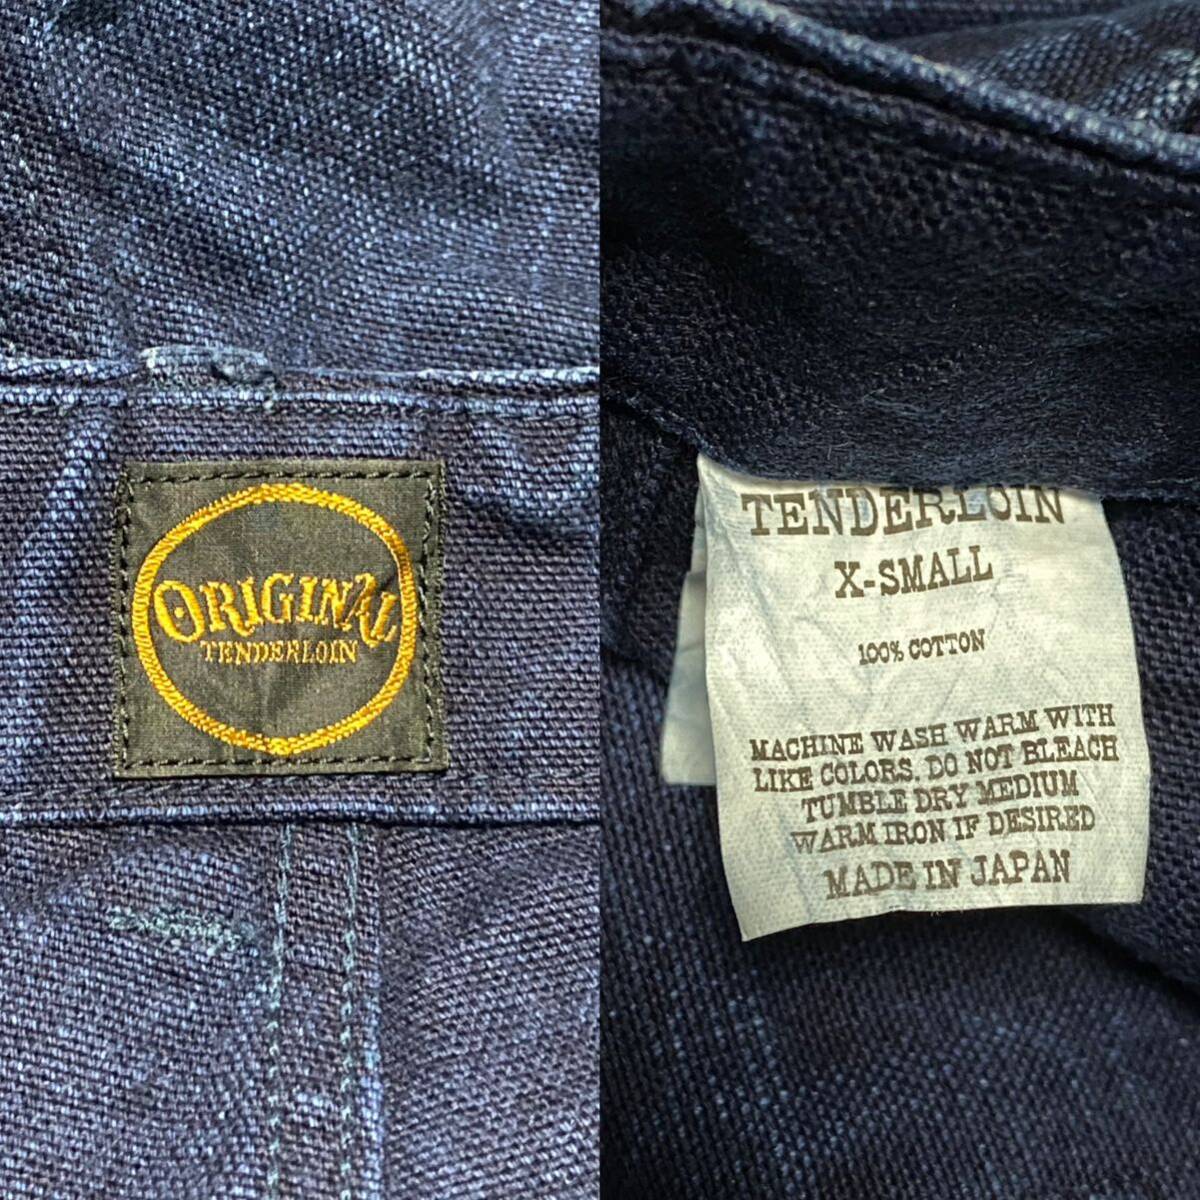 ORIGINAL
TENDERLOIN
TENDERLOIN
X-SMALL
100% COTTON
MACHINE WASH WARM WITH
LIKE COLORS. DO NOT BLEACH
TUMBLE DRY MEDIUM
WARM IRON IF DESIRED
MADE IN JAPAN